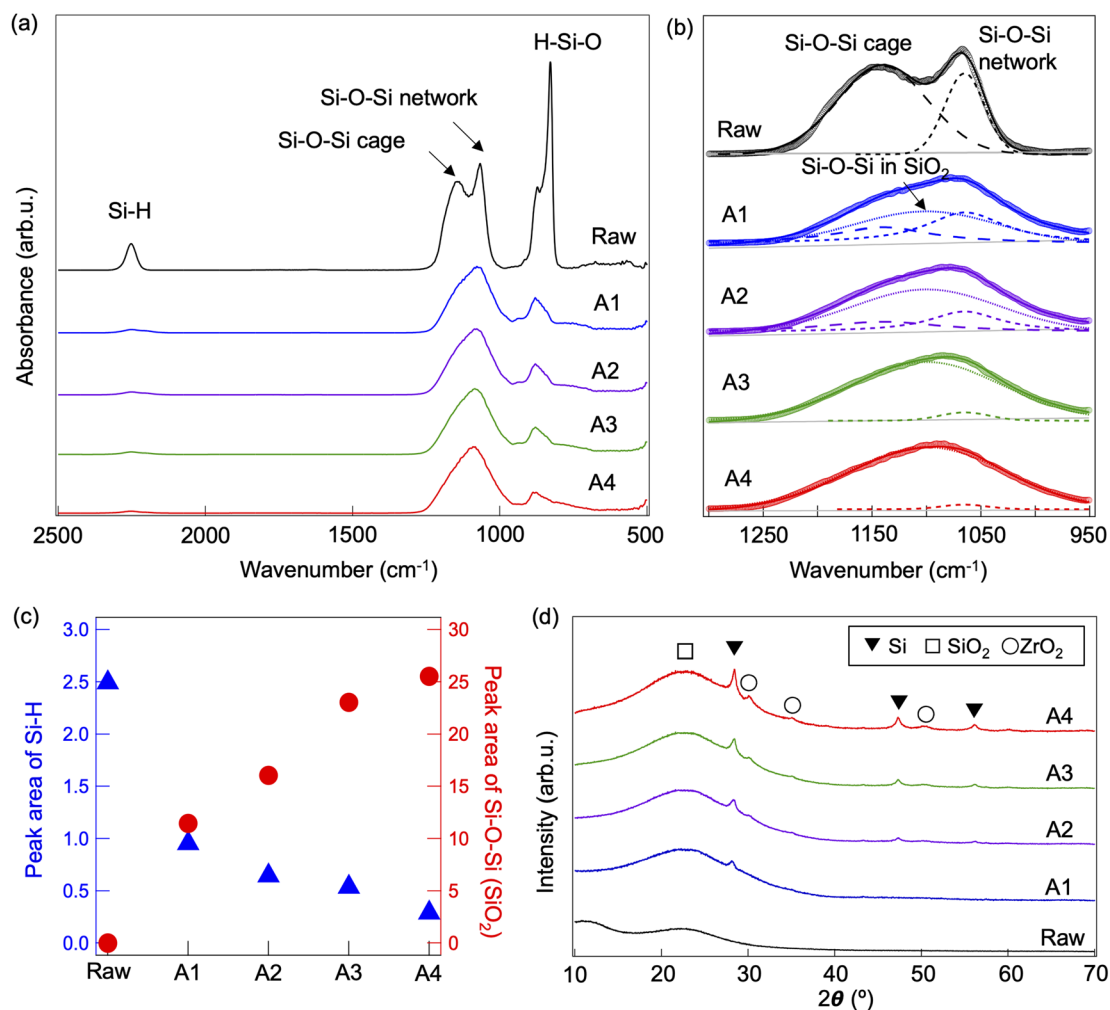 (a)
H-Si-O
Si-O-Si network
Si-O-Si cage
Si-H
Raw
A1
A2
A3
A4
Absorbance (arb.u.)
2500 2000 1500 1000 500
Wavenumber (cm⁻¹)
(b)
Si-O-Si cage
Si-O-Si
network
Raw
Si-O-Si in SiO₂
A1
A2
A3
A4
1250 1150 1050 950
Wavenumber (cm⁻¹)
(c)
3.0 30
2.5 25
2.0 20
1.5 15
1.0 10
0.5 5
0.0 0
Peak area of Si-H
Peak area of Si-O-Si (SiO₂)
Raw A1 A2 A3 A4
(d)
Si SiO₂ ZrO₂
A4
A3
A2
A1
Raw
Intensity (arb.u.)
10 20 30 40 50 60 70
2θ (º)